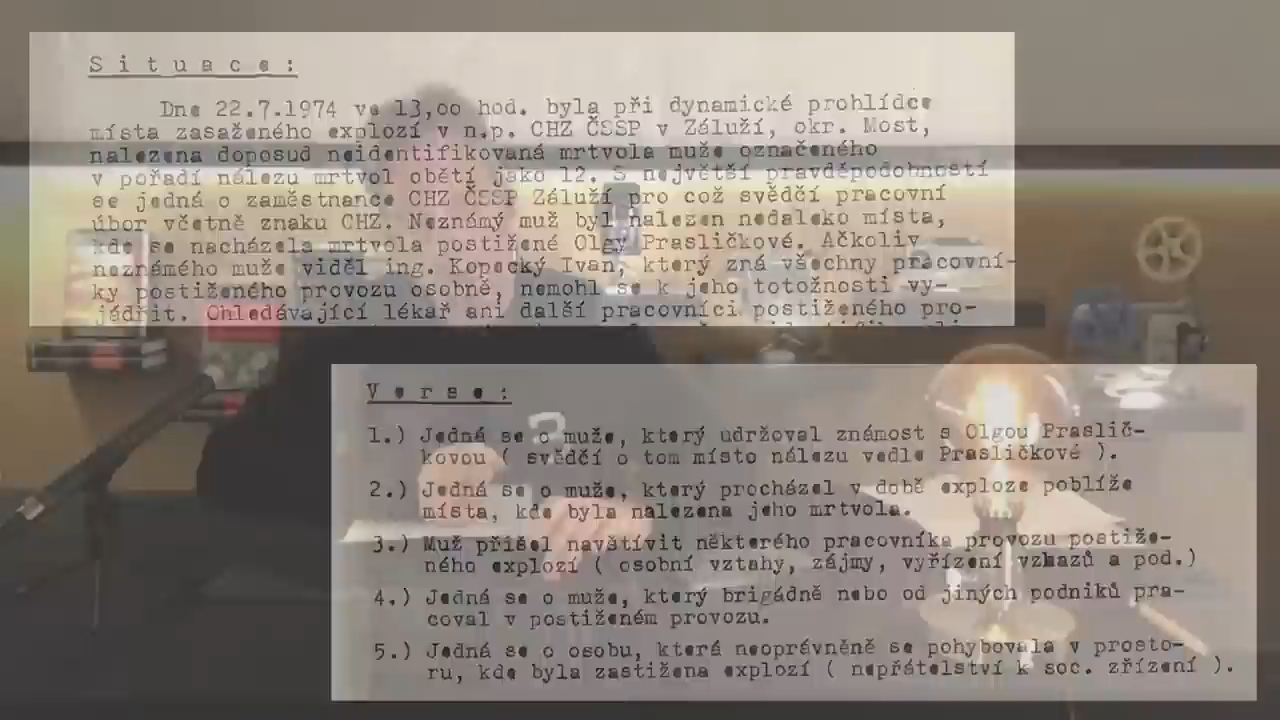 S i t u a c e :
Dne 22.7.1974 ve 13,oo hod. byla při dynamické prohlídce
místa zasaženého explozí v n.p. CHZ ČSSP v Záluží, okr. Most,
nalezena doposud neidentifikovaná mrtvola muže označeného
v pořadí nálezu mrtvol obětí jako 12. S největší pravděpodobností
se jedná o zaměstnance CHZ ČSSP Záluží pro což svědčí pracovní
úbor včetně znaku CHZ. Neznámý muž byl nalezen nedaleko místa,
kde se nacházela mrtvola postižené Olgy Prasličkové. Ačkoliv
neznámého muže viděl ing. Kopecký Ivan, který zná všechny pracovní-
ky postiženého provozu osobně, nemohl se k jeho totožnosti vy-
jádřit. Ohledávající lékař ani další pracovníci postiženého pro-
V e r s e :
1.) Jedná se o muže, který udržoval známost s Olgou Praslič-
kovou ( svědčí o tom místo nálezu vedle Prasličkové ).
2.) Jedná se o muže, který procházel v době exploze poblíže
místa, kde byla nalezena jeho mrtvola.
3.) Muž přišel navštívit některého pracovníka provozu postiže-
ného explozí ( osobní vztahy, zájmy, vyřízení vzkazů a pod.)
4.) Jedná se o muže, který brigádně nebo od jiných podniků pra-
coval v postiženém provozu.
5.) Jedná se o osobu, která neoprávněně se pohybovala v prosto-
ru, kde byla zastižena explozí ( nepřátelství k soc. zřízení ).